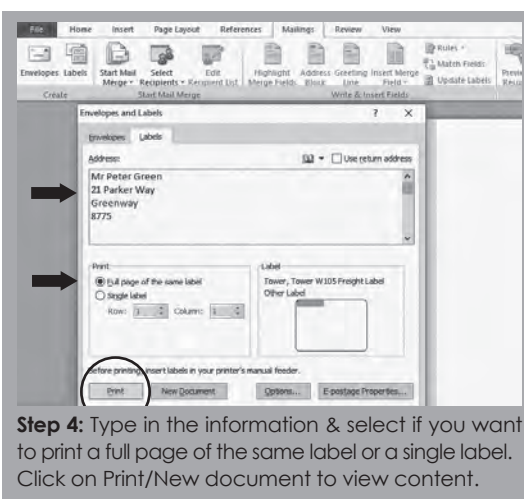 File Home Insert Page Layout References Mailings Review View
Envelopes Labels Start Mail Merge Select Recipients Edit Recipient List Highlight Merge Fields Address Block Greeting Line Insert Merge Field Rules Match Fields Update Labels
Create Start Mail Merge Write & Insert Fields
Envelopes and Labels ? X
Envelopes Labels
Address: Use return address
Mr Peter Green
21 Parker Way
Greenway
8775
Print Label
Full page of the same label Tower, Tower W105 Freight Label
Single label Other Label
Row: 1 Column: 1
Before printing, insert labels in your printer's manual feeder.
Print New Document Options... E-postage Properties...
Step 4: Type in the information & select if you want
to print a full page of the same label or a single label.
Click on Print/New document to view content.